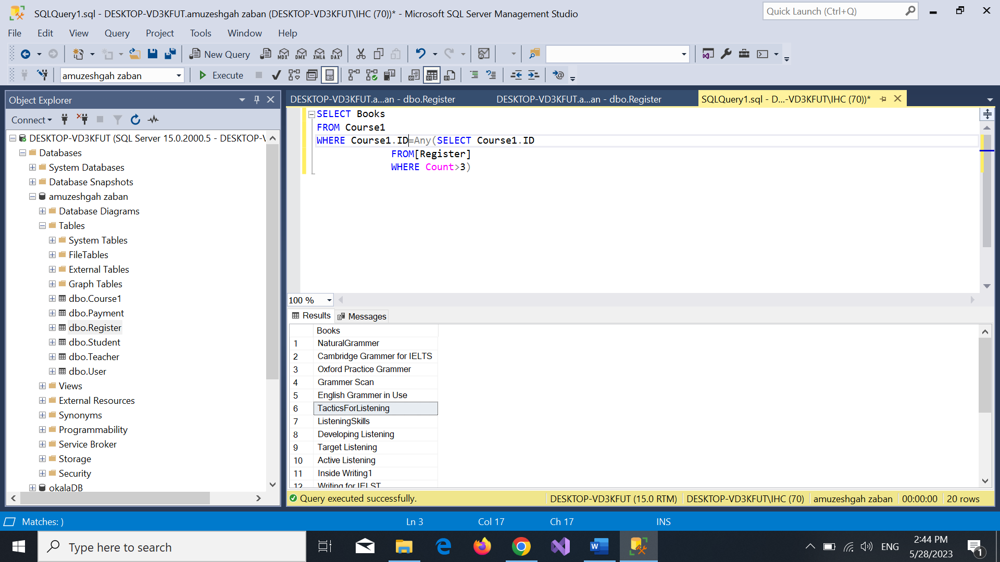 SQLQuery1.sql - DESKTOP-VD3KFUT.amuzeshgah zaban (DESKTOP-VD3KFUT\IHC (70))* - Microsoft SQL Server Management Studio
Quick Launch (Ctrl+Q)
File Edit View Query Project Tools Window Help
New Query MDX DMX XMLA DAX
amuzeshgah zaban Execute
Object Explorer
DESKTOP-VD3KFUT.a...an - dbo.Register DESKTOP-VD3KFUT.a...an - dbo.Register SQLQuery1.sql - D...-VD3KFUT\IHC (70))*
Connect
DESKTOP-VD3KFUT (SQL Server 15.0.2000.5 - DESKTOP-V
Databases
System Databases
Database Snapshots
amuzeshgah zaban
Database Diagrams
Tables
System Tables
FileTables
External Tables
Graph Tables
dbo.Course1
dbo.Payment
dbo.Register
dbo.Student
dbo.Teacher
dbo.User
Views
External Resources
Synonyms
Programmability
Service Broker
Storage
Security
okalaDB
SELECT Books
FROM Course1
WHERE Course1.ID=Any(SELECT Course1.ID
FROM[Register]
WHERE Count>3)
100 %
Results Messages
Books
1 NaturalGrammer
2 Cambridge Grammer for IELTS
3 Oxford Practice Grammer
4 Grammer Scan
5 English Grammer in Use
6 TacticsForListening
7 ListeningSkills
8 Developing Listening
9 Target Listening
10 Active Listening
11 Inside Writing1
12 Writing for IELST
Query executed successfully. DESKTOP-VD3KFUT (15.0 RTM) DESKTOP-VD3KFUT\IHC (70) amuzeshgah zaban 00:00:00 20 rows
Matches: ) Ln 3 Col 17 Ch 17 INS
Type here to search
ENG
2:44 PM
5/28/2023
1